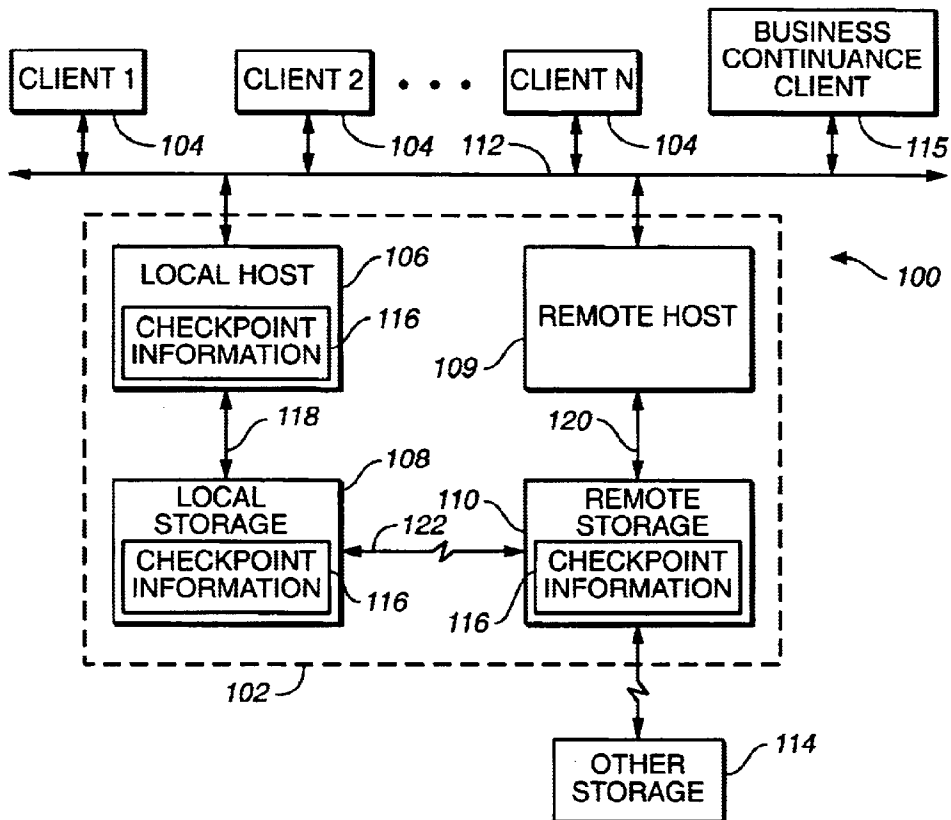 CLIENT 1
CLIENT 2
CLIENT N
BUSINESS
CONTINUANCE
CLIENT
104
104
112
104
115
LOCAL HOST
106
CHECKPOINT
INFORMATION
116
REMOTE HOST
109
100
118
120
LOCAL
STORAGE
108
CHECKPOINT
INFORMATION
116
122
110
REMOTE
STORAGE
CHECKPOINT
INFORMATION
116
102
OTHER
STORAGE
114